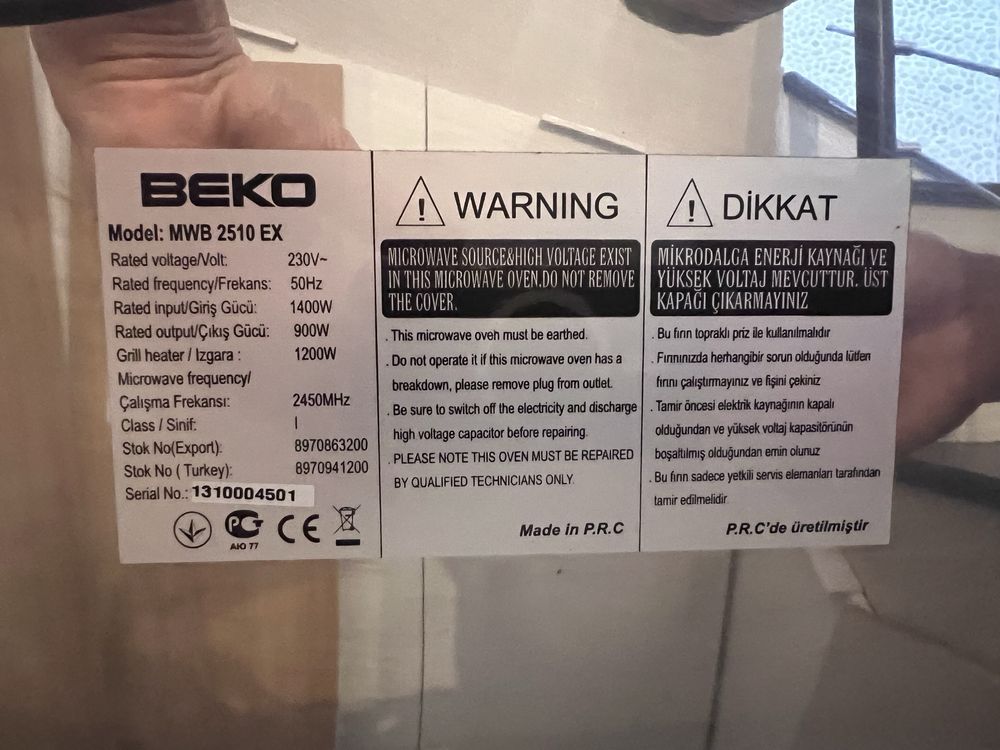 BEKO
Model: MWB 2510 EX
Rated voltage/Volt: 230V~
Rated frequency/Frekans: 50Hz
Rated input/Giriş Gücü: 1400W
Rated output/Çıkış Gücü: 900W
Grill heater / Izgara : 1200W
Microwave frequency/
Çalışma Frekansı: 2450MHz
Class / Sinif: I
Stok No(Export): 8970863200
Stok No ( Turkey): 8970941200
Serial No.: 1310004501
PG
AIO 77
CE
! WARNING
MICROWAVE SOURCE&HIGH VOLTAGE EXIST
IN THIS MICROWAVE OVEN.DO NOT REMOVE
THE COVER.
. This microwave oven must be earthed.
. Do not operate it if this microwave oven has a
breakdown, please remove plug from outlet.
. Be sure to switch off the electricity and discharge
high voltage capacitor before repairing.
. PLEASE NOTE THIS OVEN MUST BE REPAIRED
BY QUALIFIED TECHNICIANS ONLY.
Made in P.R.C
! DİKKAT
MİKRODALGA ENERJİ KAYNAĞI VE
YÜKSEK VOLTAJ MEVCUTTUR. ÜST
KAPAĞI ÇIKARMAYINIZ
. Bu fırın topraklı priz ile kullanılmalıdır
. Fırınınızda herhangibir sorun olduğunda lütfen
fırını çalıştırmayınız ve fişini çekiniz
. Tamir öncesi elektrik kaynağının kapalı
olduğundan ve yüksek voltaj kapasitörünün
boşaltılmış olduğundan emin olunuz
. Bu fırın sadece yetkili servis elemanları tarafından
tamir edilmelidir
P.R.C'de üretilmiştir